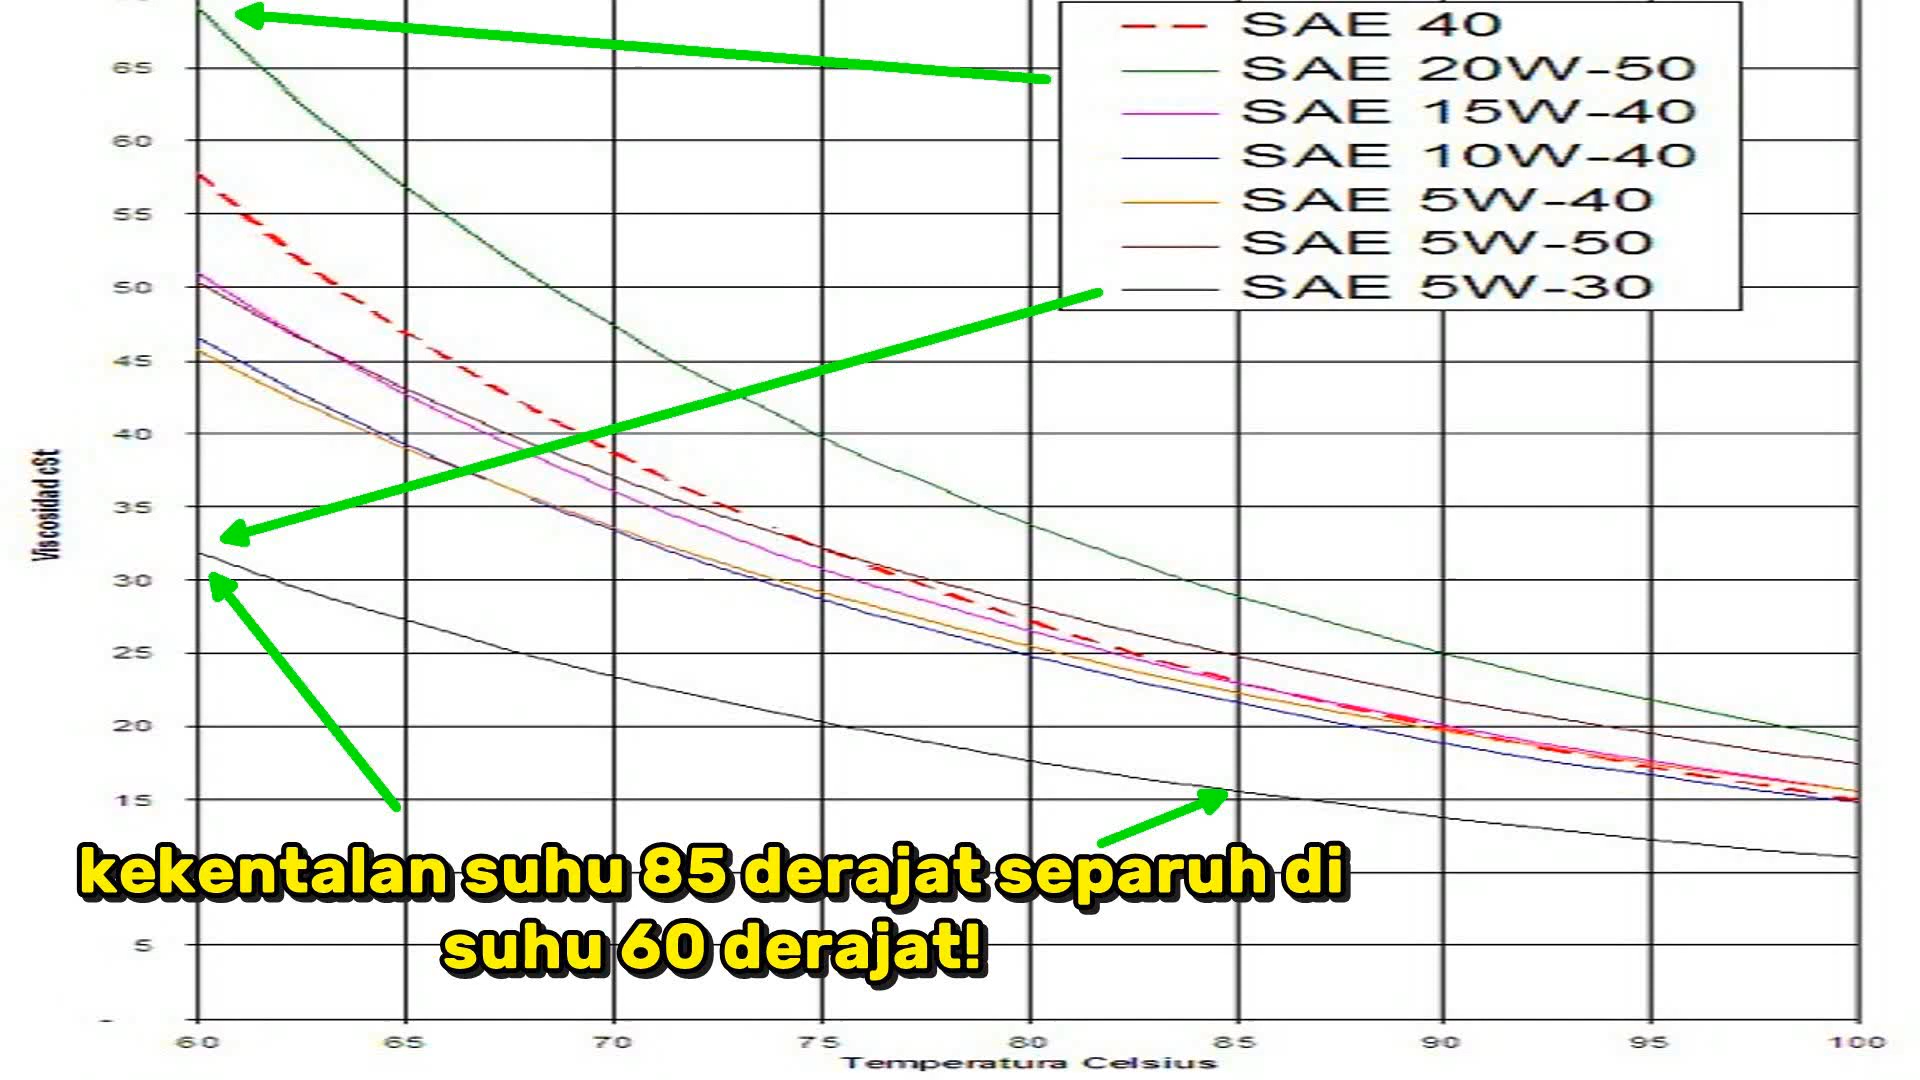 SAE 40
SAE 20W-50
SAE 15W-40
SAE 10W-40
SAE 5W-40
SAE 5W-50
SAE 5W-30
65
60
55
50
45
40
35
30
25
20
15
5
-
Viscosidad cSt
kekentalan suhu 85 derajat separuh di
suhu 60 derajat!
60 65 70 75 80 85 90 95 100
Temperatura Celsius